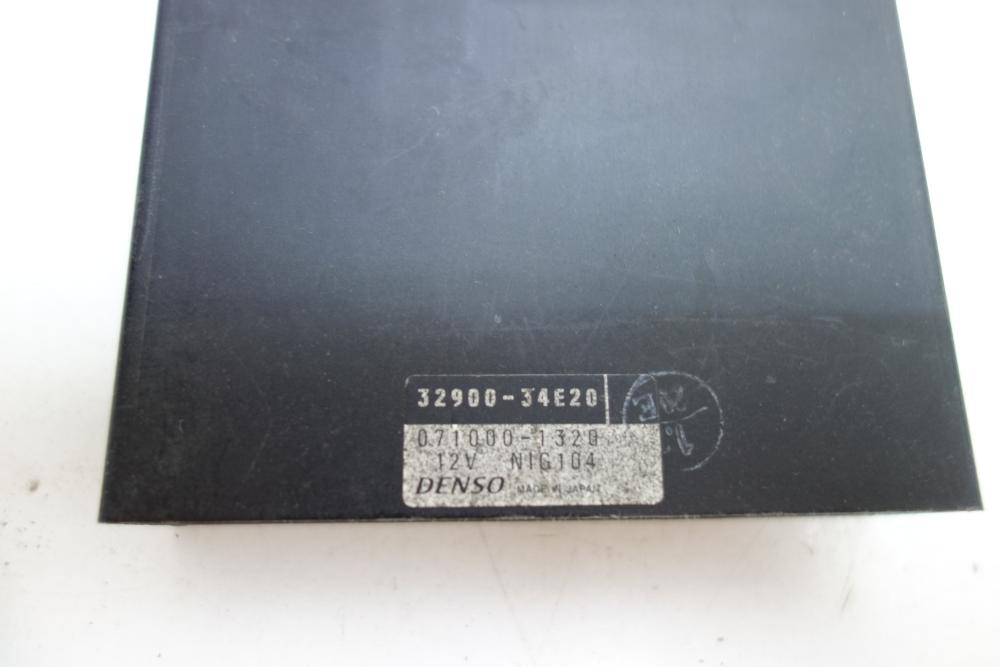 32900-34E20
071000-1320
12V NIG104
DENSO MADE IN JAPAN